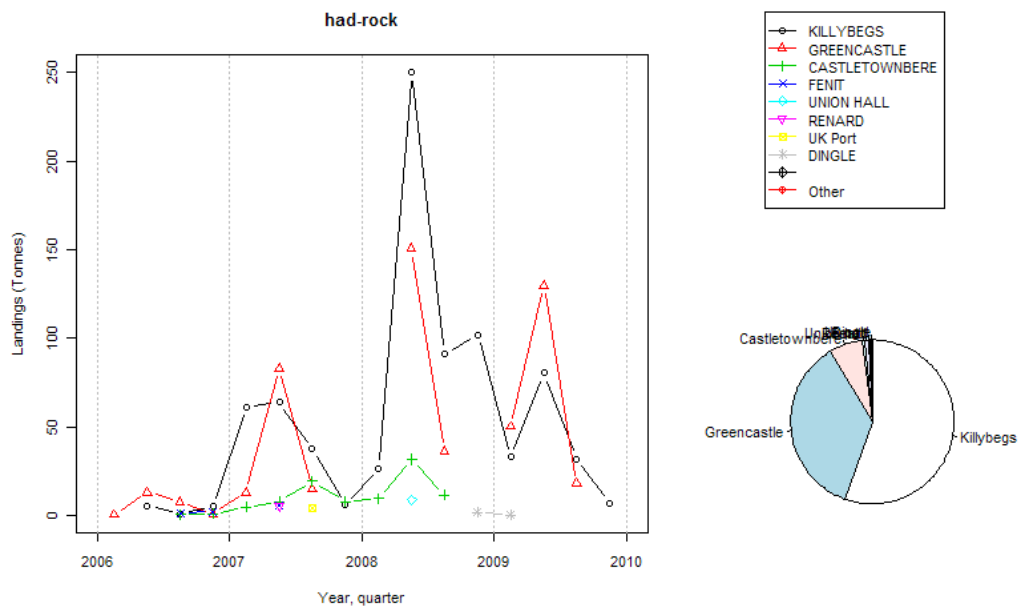 had-rock
250
200
150
100
50
0
Landings (Tonnes)
2006 2007 2008 2009 2010
Year, quarter
KILLYBEGS
GREENCASTLE
CASTLETOWNBERE
FENIT
UNION HALL
RENARD
UK Port
DINGLE
Other
Castletownbere
Greencastle
Killybegs